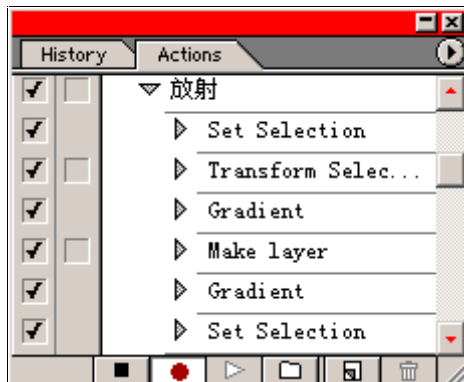 History Actions
放射
Set Selection
Transform Selec...
Gradient
Make layer
Gradient
Set Selection